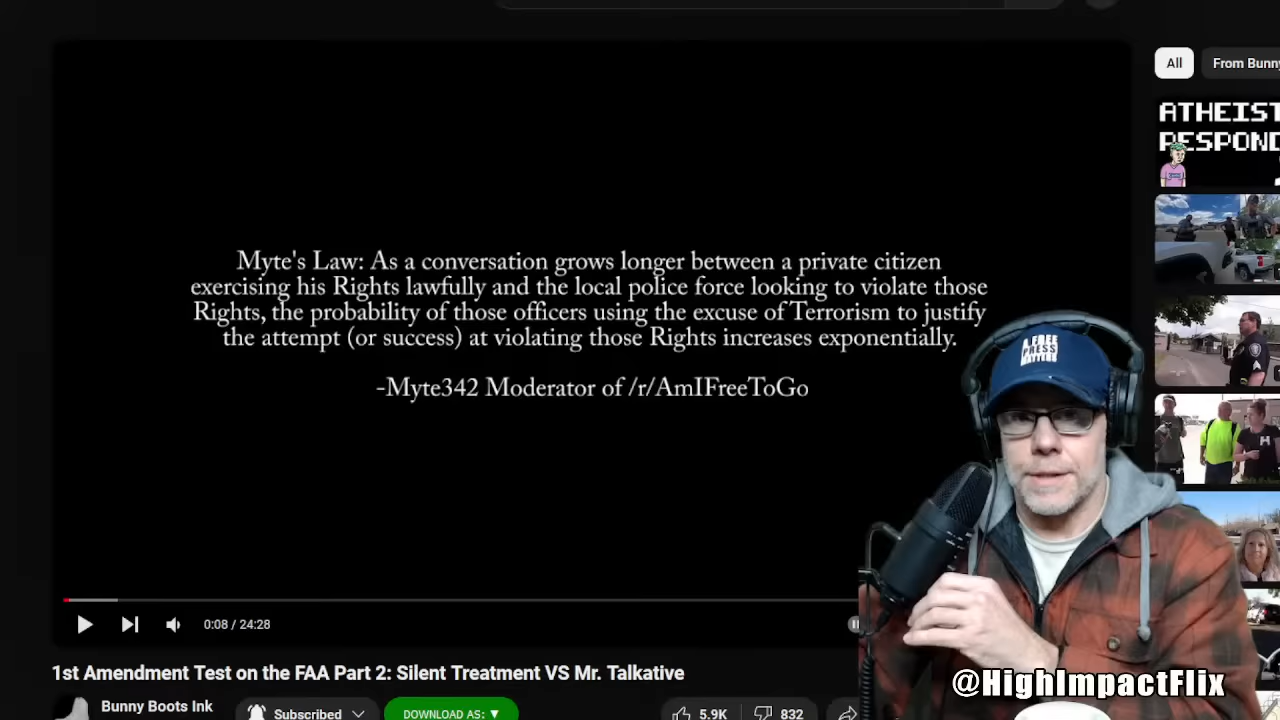 All
From Bunny
ATHEIST
RESPOND
Myte's Law: As a conversation grows longer between a private citizen
exercising his Rights lawfully and the local police force looking to violate those
Rights, the probability of those officers using the excuse of Terrorism to justify
the attempt (or success) at violating those Rights increases exponentially.
-Myte342 Moderator of /r/AmIFreeToGo
A FREE
PRESS
MATTERS
0:08 / 24:28
1st Amendment Test on the FAA Part 2: Silent Treatment VS Mr. Talkative
@HighImpactFlix
Bunny Boots Ink
Subscribed
DOWNLOAD AS: ▼
5.9K
832